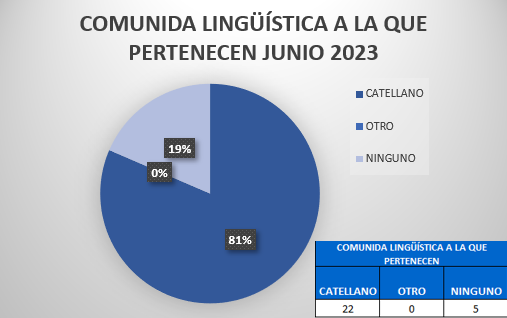 COMUNIDA LINGÜÍSTICA A LA QUE
PERTENECEN JUNIO 2023
CATELLANO
OTRO
NINGUNO
19%
0%
81%
COMUNIDA LINGÜÍSTICA A LA QUE
PERTENECEN
CATELLANO OTRO NINGUNO
22 0 5